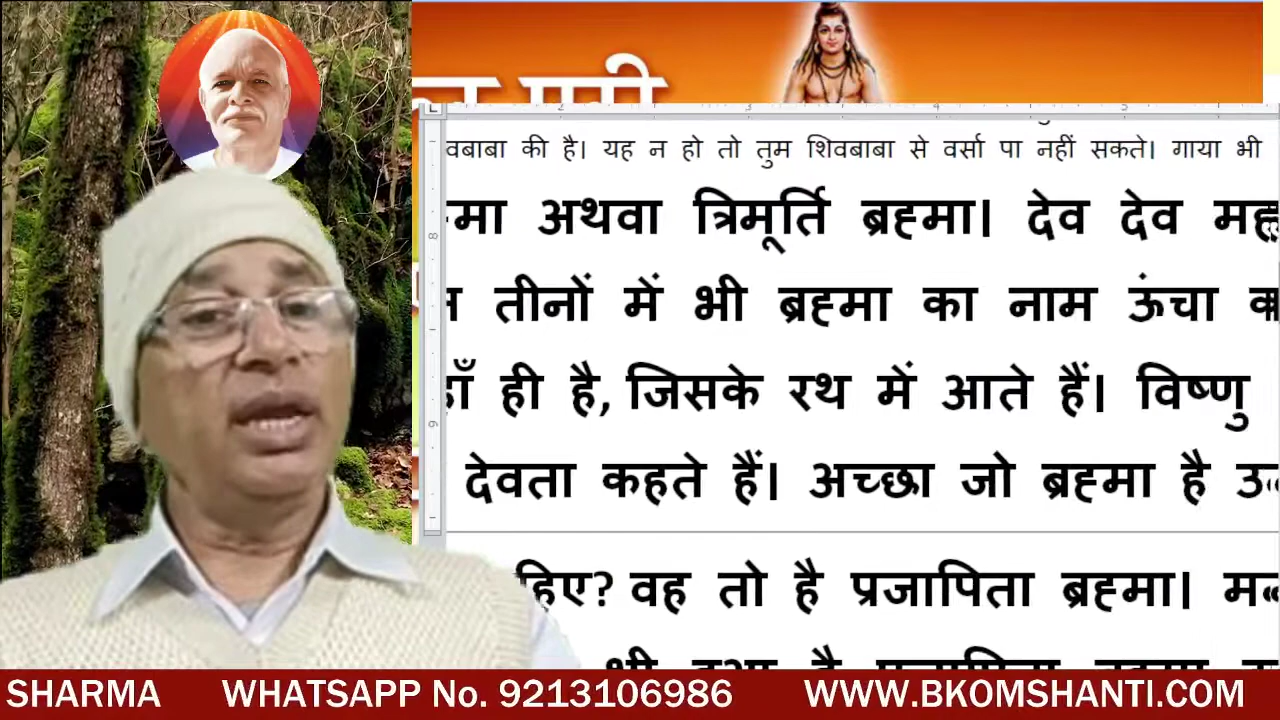 वबाबा की है। यह न हो तो तुम शिवबाबा से वर्सा पा नहीं सकते। गाया भी
मा अथवा त्रिमूर्ति ब्रह्मा। देव देव
तीनों में भी ब्रह्मा का नाम ऊंचा
ही है, जिसके रथ में आते हैं। विष्णु
देवता कहते हैं। अच्छा जो ब्रह्मा है
हिए? वह तो है प्रजापिता ब्रह्मा।
SHARMA WHATSAPP No. 9213106986 WWW.BKOMSHANTI.COM